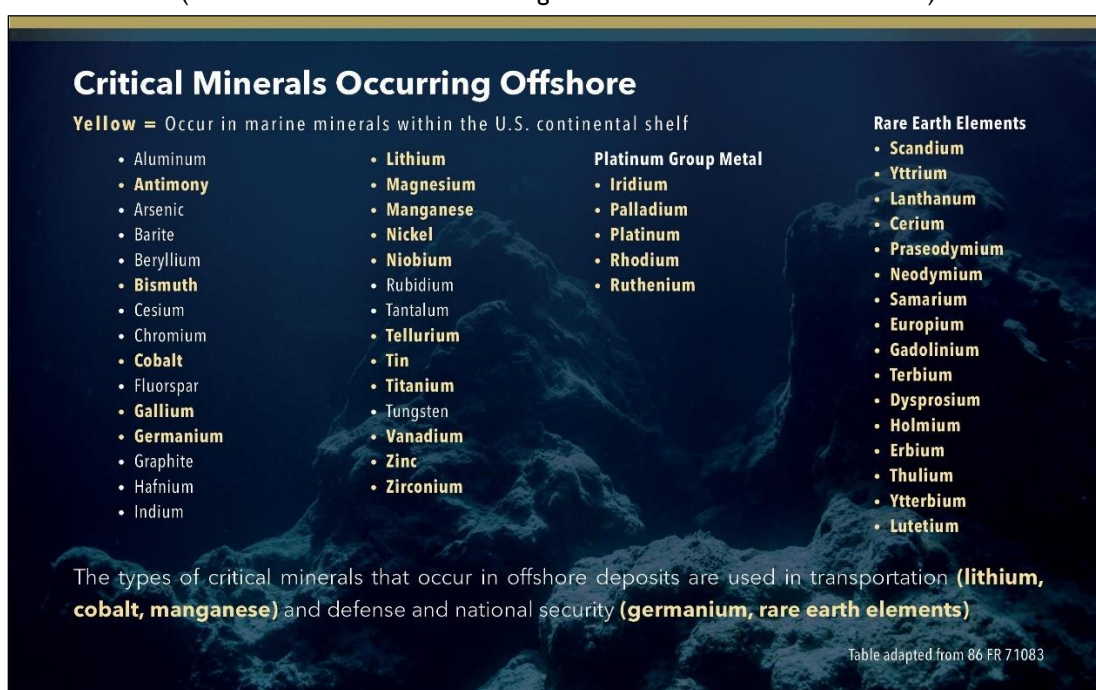 Critical Minerals Occurring Offshore
Yellow = Occur in marine minerals within the U.S. continental shelf
• Aluminum
• Antimony
• Arsenic
• Barite
• Beryllium
• Bismuth
• Cesium
• Chromium
• Cobalt
• Fluorspar
• Gallium
• Germanium
• Graphite
• Hafnium
• Indium
• Lithium
• Magnesium
• Manganese
• Nickel
• Niobium
• Rubidium
• Tantalum
• Tellurium
• Tin
• Titanium
• Tungsten
• Vanadium
• Zinc
• Zirconium
Platinum Group Metal
• Iridium
• Palladium
• Platinum
• Rhodium
• Ruthenium
Rare Earth Elements
• Scandium
• Yttrium
• Lanthanum
• Cerium
• Praseodymium
• Neodymium
• Samarium
• Europium
• Gadolinium
• Terbium
• Dysprosium
• Holmium
• Erbium
• Thulium
• Ytterbium
• Lutetium
The types of critical minerals that occur in offshore deposits are used in transportation (lithium,
cobalt, manganese) and defense and national security (germanium, rare earth elements)
Table adapted from 86 FR 71083